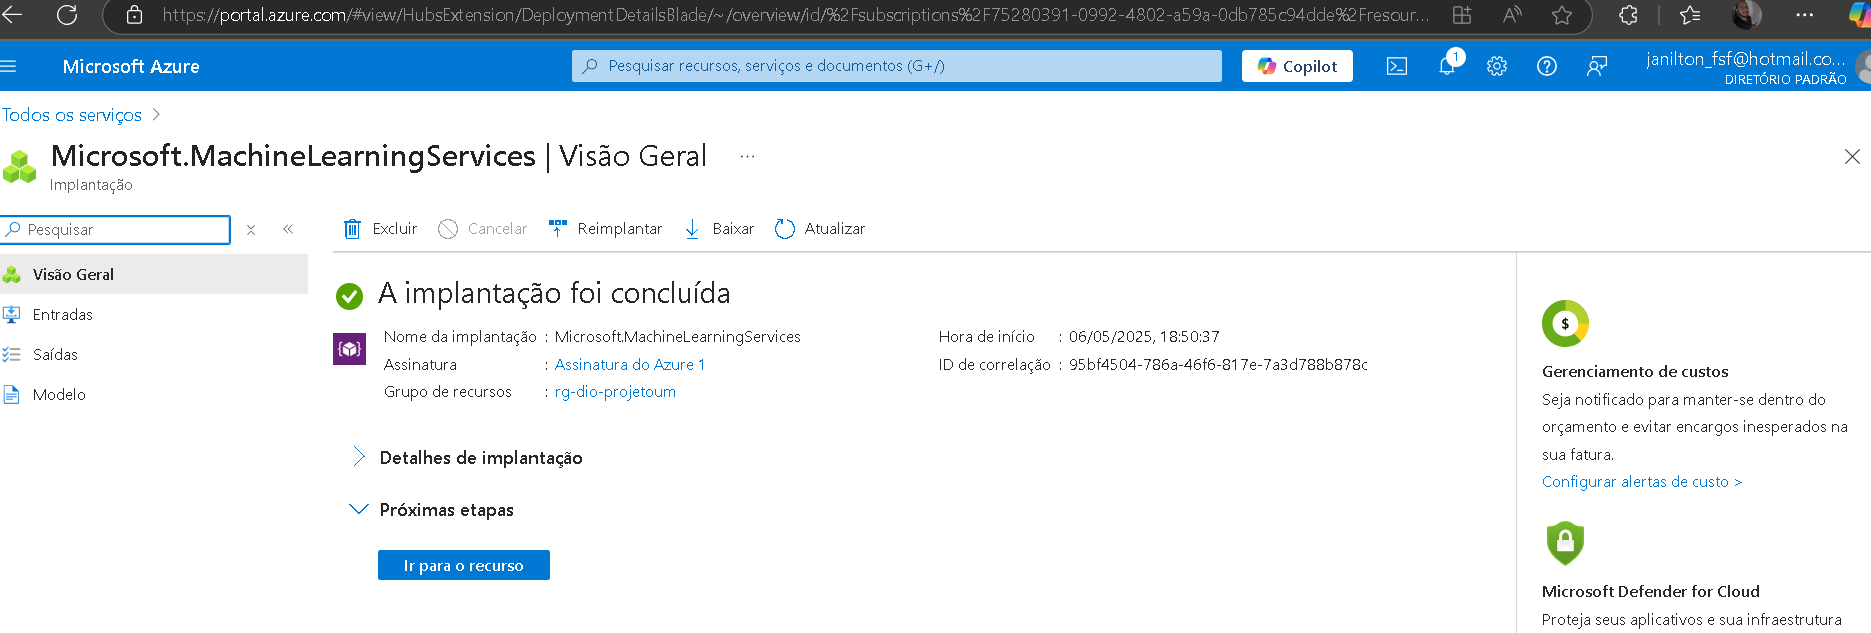 https://portal.azure.com/#view/HubsExtension/DeploymentDetailsBlade/~/overview/id/%2Fsubscriptions%2F75280391-0992-4802-a59a-0db785c94dde%2Fresour...
Microsoft Azure
Pesquisar recursos, serviços e documentos (G+/)
Copilot
1
janilton_fsf@hotmail.co...
DIRETÓRIO PADRÃO
Todos os serviços >
Microsoft.MachineLearningServices | Visão Geral ...
Implantação
Pesquisar
Excluir Cancelar Reimplantar Baixar Atualizar
Visão Geral
Entradas
Saídas
Modelo
A implantação foi concluída
Nome da implantação : Microsoft.MachineLearningServices
Assinatura : Assinatura do Azure 1
Grupo de recursos : rg-dio-projetoum
Hora de início : 06/05/2025, 18:50:37
ID de correlação : 95bf4504-786a-46f6-817e-7a3d788b878c
Detalhes de implantação
Próximas etapas
Ir para o recurso
$
Gerenciamento de custos
Seja notificado para manter-se dentro do
orçamento e evitar encargos inesperados na
sua fatura.
Configurar alertas de custo >
Microsoft Defender for Cloud
Proteja seus aplicativos e sua infraestrutura